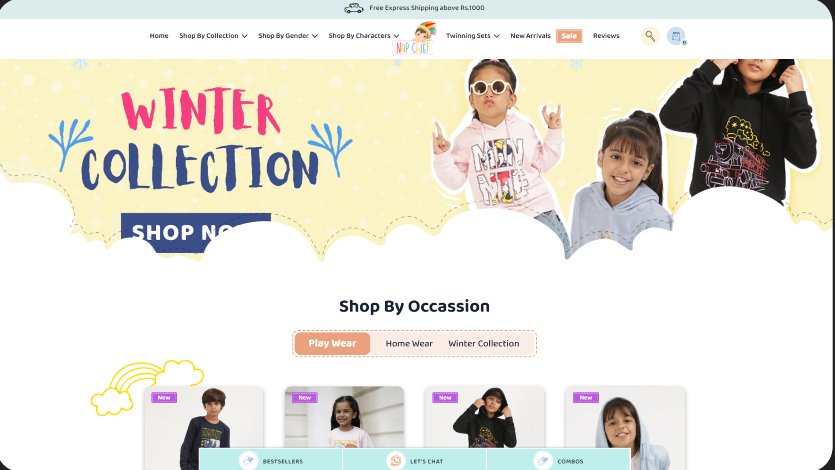 Free Express Shipping above Rs.1000
Home Shop By Collection Shop By Gender Shop By Characters NAP CHIEF Twinning Sets New Arrivals Sale Reviews
0
WINTER
COLLECTION
SHOP
MIN
NIE
Shop By Occassion
Play Wear Home Wear Winter Collection
New New New New
BESTSELLERS LET'S CHAT COMBOS